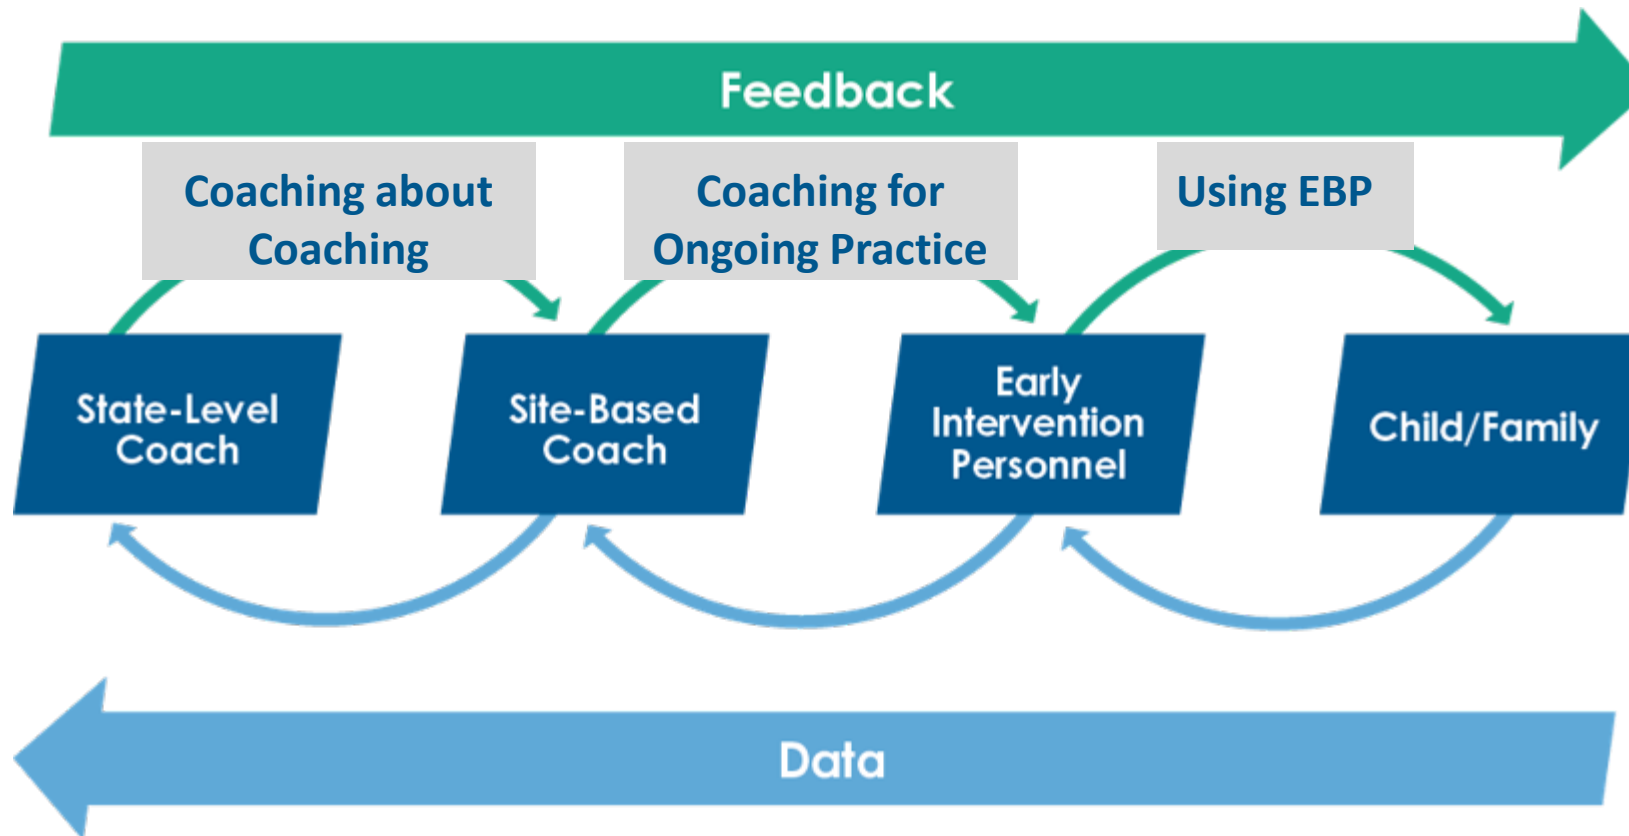 Feedback
Coaching about
Coaching
Coaching for
Ongoing Practice
Using EBP
State-Level
Coach
Site-Based
Coach
Early
Intervention
Personnel
Child/Family
Data